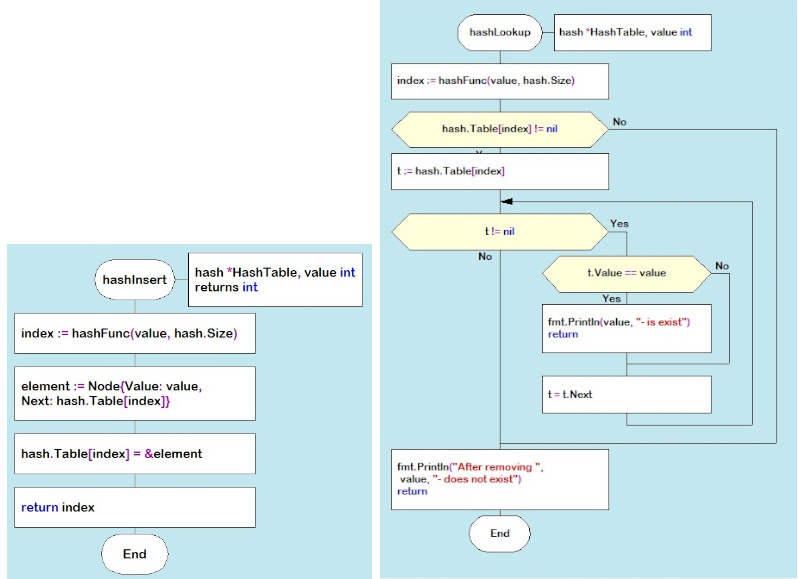 hashInsert
hash *HashTable, value int
returns int
index := hashFunc(value, hash.Size)
element := Node{Value: value,
Next: hash.Table[index]}
hash.Table[index] = &element
return index
End
hashLookup
hash *HashTable, value int
index := hashFunc(value, hash.Size)
hash.Table[index] != nil
No
t := hash.Table[index]
t != nil
Yes
No
t.Value == value
No
Yes
fmt.Println(value, "- is exist")
return
t = t.Next
fmt.Println("After removing ",
value, "- does not exist")
return
End